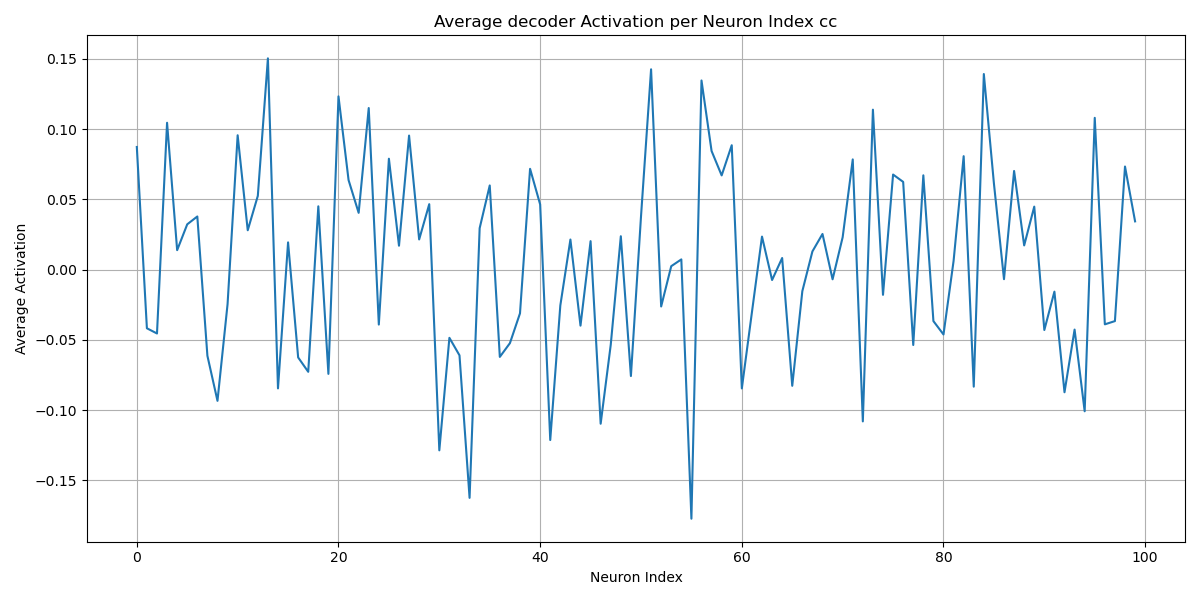 Average decoder Activation per Neuron Index cc
Average Activation
0.15
0.10
0.05
0.00
−0.05
−0.10
−0.15
0 20 40 60 80 100
Neuron Index